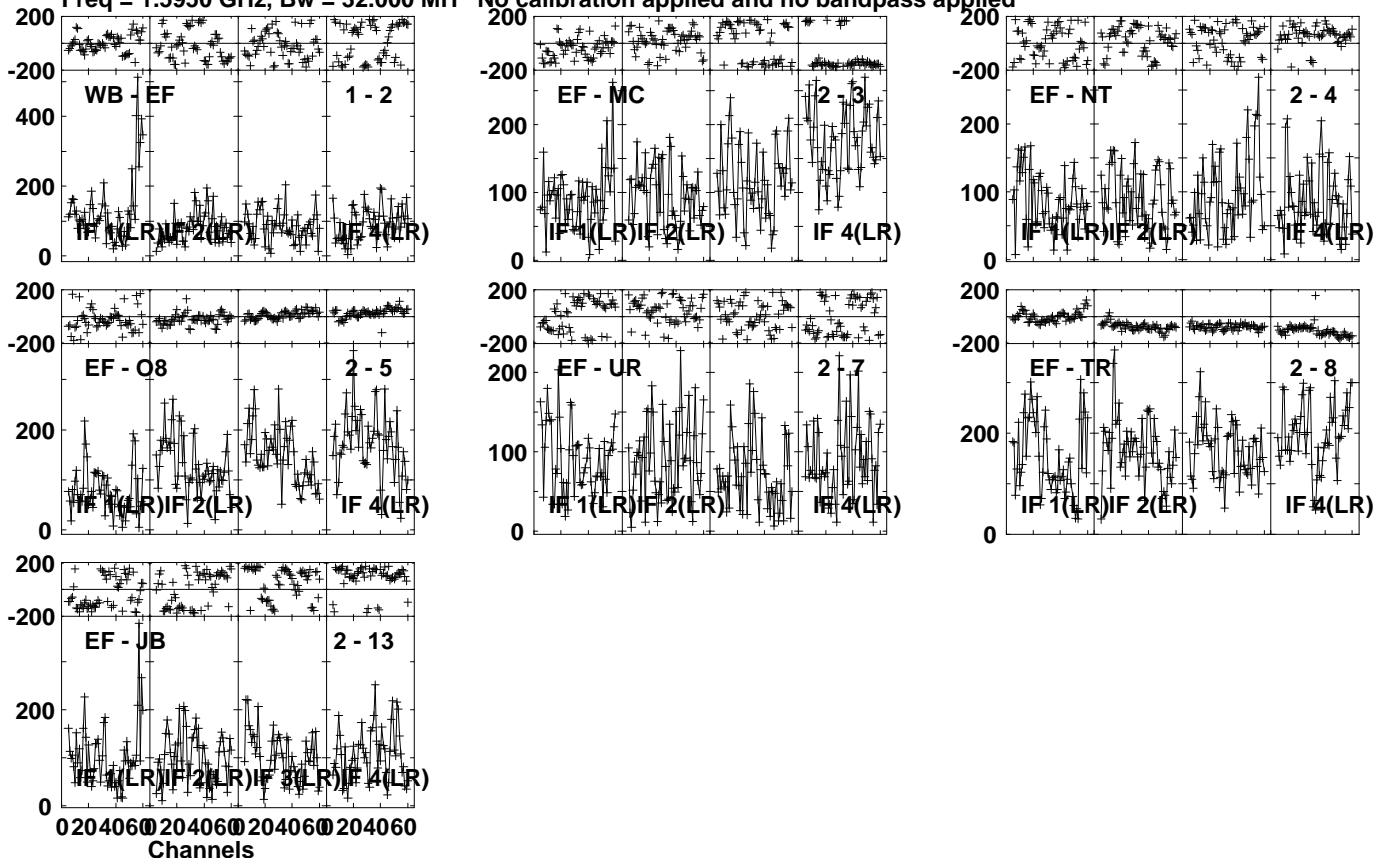 Freq = 1.5950 GHz, Bw = 32.000 MH No calibration applied and no bandpass applied
200
-200
WB - EF 1 - 2
400
200
0
IF 1(LR) IF 2(LR) IF 4(LR)
200
-200
EF - MC 2 - 3
200
100
0
IF 1(LR) IF 2(LR) IF 4(LR)
200
-200
EF - NT 2 - 4
200
100
0
IF 1(LR) IF 2(LR) IF 4(LR)
200
-200
EF - O8 2 - 5
200
0
IF 1(LR) IF 2(LR) IF 4(LR)
200
-200
EF - UR 2 - 7
200
100
0
IF 1(LR) IF 2(LR) IF 4(LR)
200
-200
EF - TR 2 - 8
200
0
IF 1(LR) IF 2(LR) IF 4(LR)
200
-200
EF - JB 2 - 13
200
0
IF 1(LR) IF 2(LR) IF 3(LR) IF 4(LR)
0 20 40 60 0 20 40 60 0 20 40 60 0 20 40 60
Channels